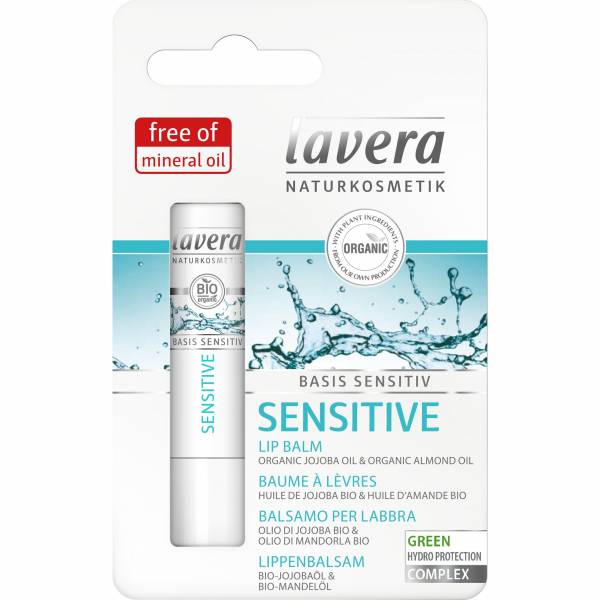 free of
mineral oil
lavera
NATURKOSMETIK
WITH PLANT INGREDIENTS
ORGANIC
FROM OUR OWN PRODUCTION
lavera
NATURKOSMETIK
BIO
organic
BASIS SENSITIV
SENSITIVE
BASIS SENSITIV
SENSITIVE
LIP BALM
ORGANIC JOJOBA OIL & ORGANIC ALMOND OIL
BAUME À LÈVRES
HUILE DE JOJOBA BIO & HUILE D'AMANDE BIO
BALSAMO PER LABBRA
OLIO DI JOJOBA BIO &
OLIO DI MANDORLA BIO
LIPPENBALSAM
BIO-JOJOBAÖL &
BIO-MANDELÖL
GREEN
HYDRO PROTECTION
COMPLEX